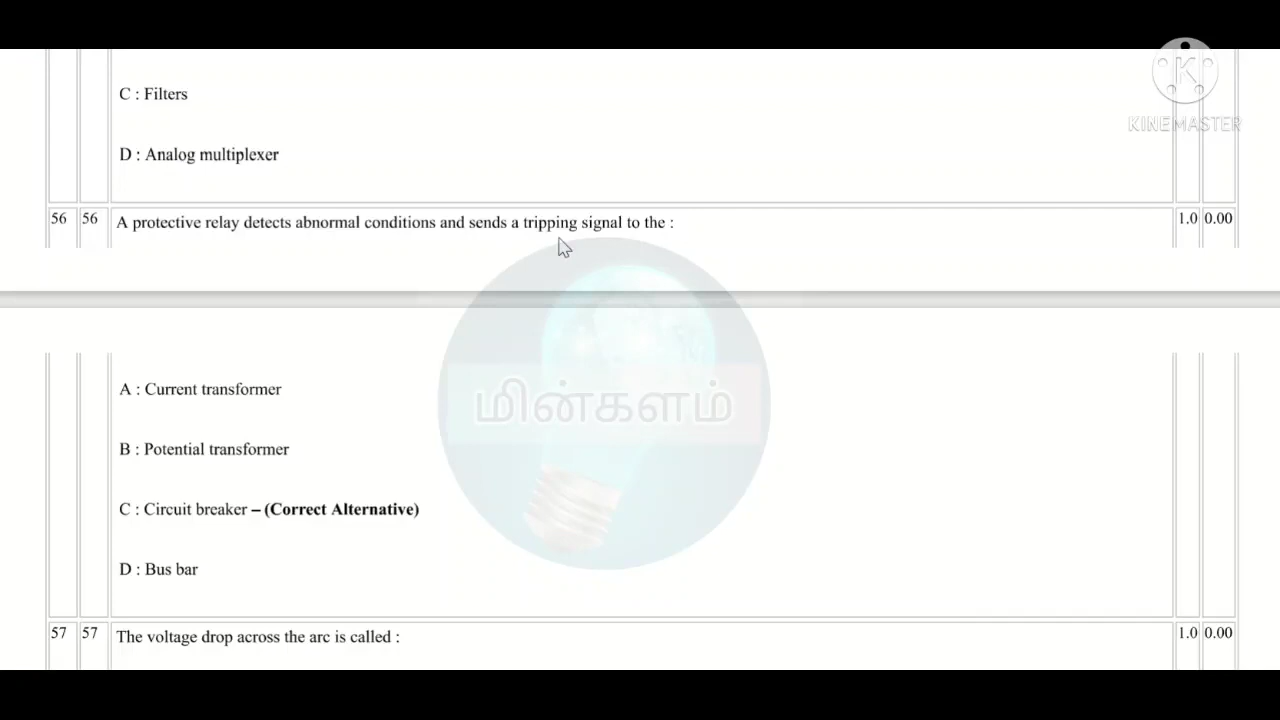 C : Filters
KINEMASTER
D : Analog multiplexer
56 56 A protective relay detects abnormal conditions and sends a tripping signal to the : 1.0 0.00
A : Current transformer
மின்களம்
B : Potential transformer
C : Circuit breaker – (Correct Alternative)
D : Bus bar
57 57 The voltage drop across the arc is called : 1.0 0.00